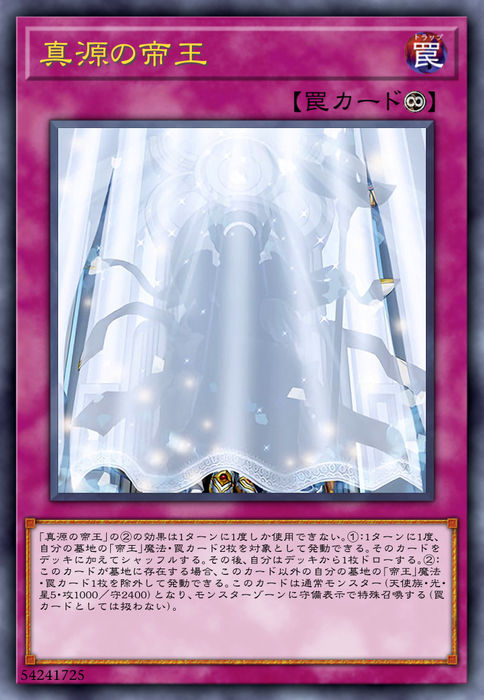 真源の帝王
トラップ
罠
【罠カード】
「真源の帝王」の②の効果は1ターンに1度しか使用できない。①:1ターンに1度、
自分の墓地の「帝王」魔法・罠カード2枚を対象として発動できる。そのカードを
デッキに加えてシャッフルする。その後、自分はデッキから1枚ドローする。②:
このカードが墓地に存在する場合、このカード以外の自分の墓地の「帝王」魔法
・罠カード1枚を除外して発動できる。このカードは通常モンスター(天使族・光・
星5・攻1000/守2400)となり、モンスターゾーンに守備表示で特殊召喚する(罠
カードとしては扱わない)。
54241725